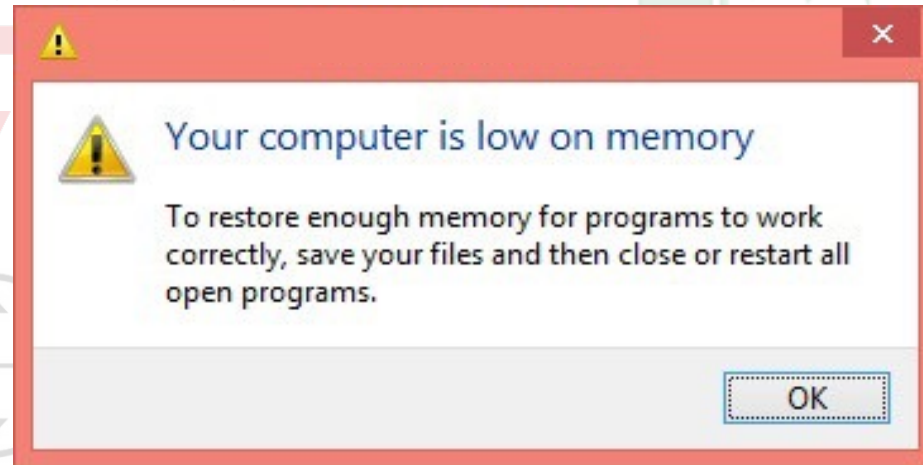 Your computer is low on memory
To restore enough memory for programs to work
correctly, save your files and then close or restart all
open programs.
OK